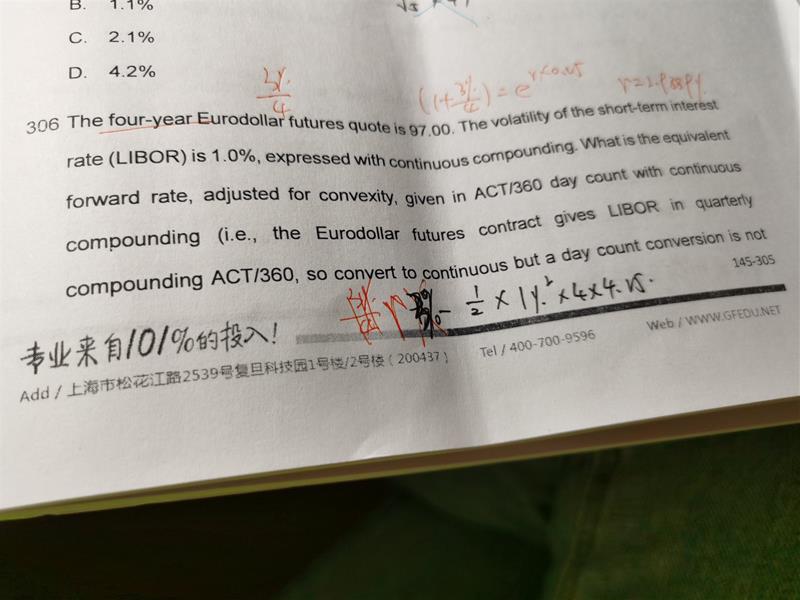 B. 1.1%
C. 2.1%
D. 4.2%
3%/4
(1+3%/4) = e^r×0.25
306 The four-year Eurodollar futures quote is 97.00. The volatility of the short-term interest
rate (LIBOR) is 1.0%, expressed with continuous compounding. What is the equivalent
forward rate, adjusted for convexity, given in ACT/360 day count with continuous
compounding (i.e., the Eurodollar futures contract gives LIBOR in quarterly
compounding ACT/360, so convert to continuous but a day count conversion is not
145-305
- 1/2 × 1%² × 4 × 4.25.
专业来自101%的投入!
Add / 上海市松花江路2539号复旦科技园1号楼/2号楼(200437)
Tel / 400-700-9596
Web / WWW.GFEDU.NET